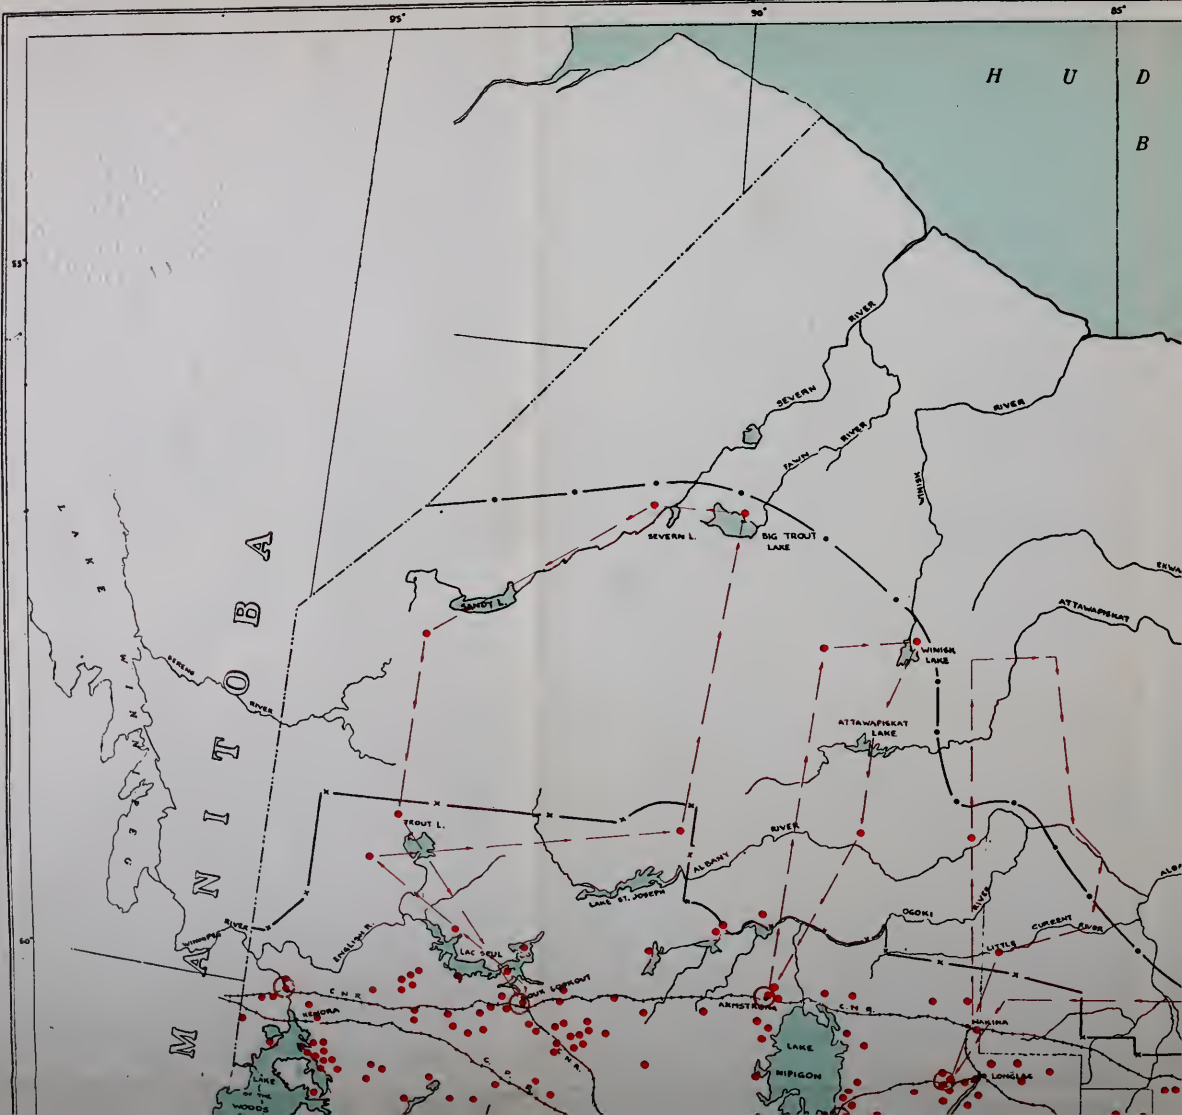 95°
90°
85°
H U D
B
55°
RIVER
SEVERN
RIVER
FAWN
RIVER
WINISK
SEVERN L.
BIG TROUT
LAKE
LAKE
WINNIPEG
MANITOBA
SANDY L.
ATTAWAPISKAT
BERENS
RIVER
WINISK
LAKE
ATTAWAPISKAT
LAKE
TROUT L.
ALBANY
RIVER
LAKE ST. JOSEPH
OGOKI
RIVER
WINNIPEG
RIVER
ENGLISH R.
LAC SEUL
LITTLE
CURRENT
RIVER
50°
C.N.R.
SIOUX LOOKOUT
ARMSTRONG
C.N.R.
KENORA
NAKINA
C.P.R.
C.N.R.
LAKE
NIPIGON
LONGLAC
LAKE
OF THE
WOODS